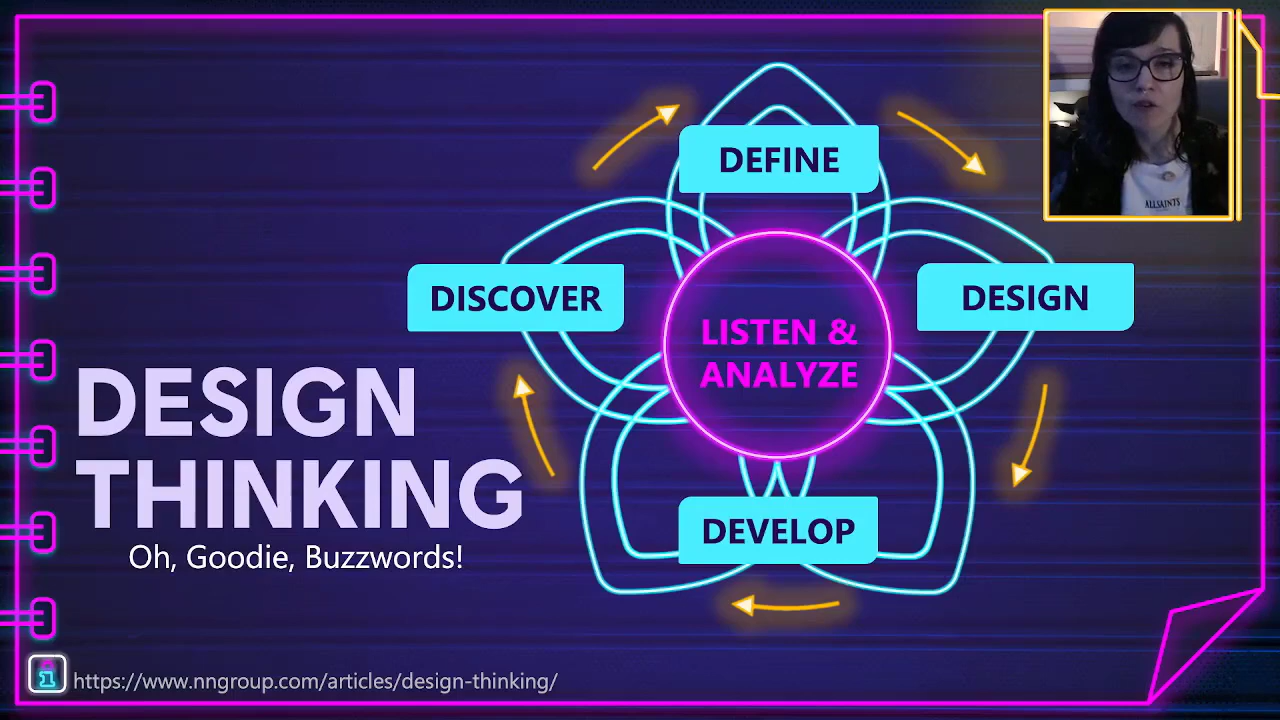 DEFINE
DISCOVER
DESIGN
LISTEN &
ANALYZE
DESIGN
THINKING
Oh, Goodie, Buzzwords!
DEVELOP
https://www.nngroup.com/articles/design-thinking/
ALLSAINTS